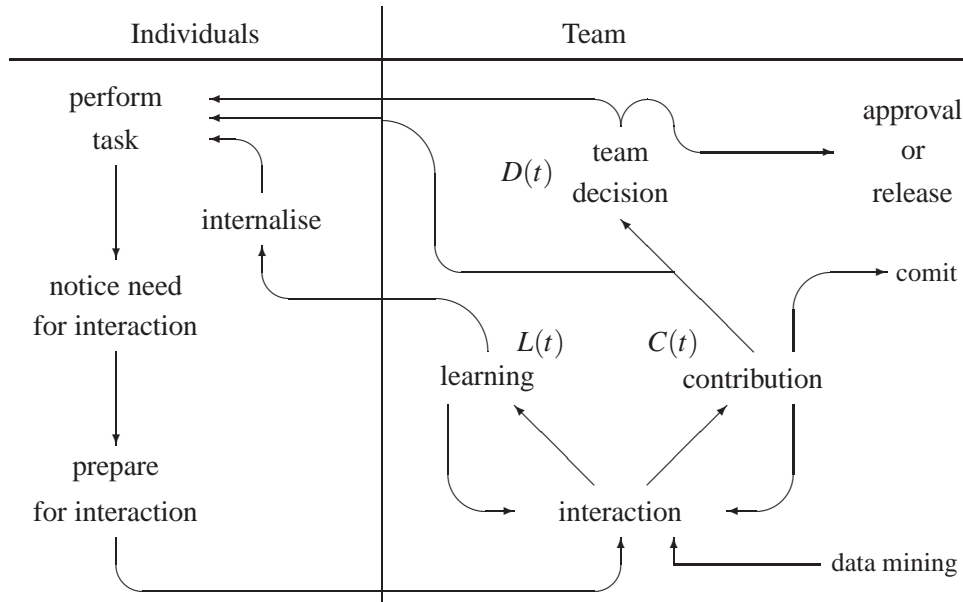 Individuals
Team
perform
task
internalise
notice need
for interaction
prepare
for interaction
team
decision
D(t)
approval
or
release
comit
L(t)
learning
C(t)
contribution
interaction
data mining